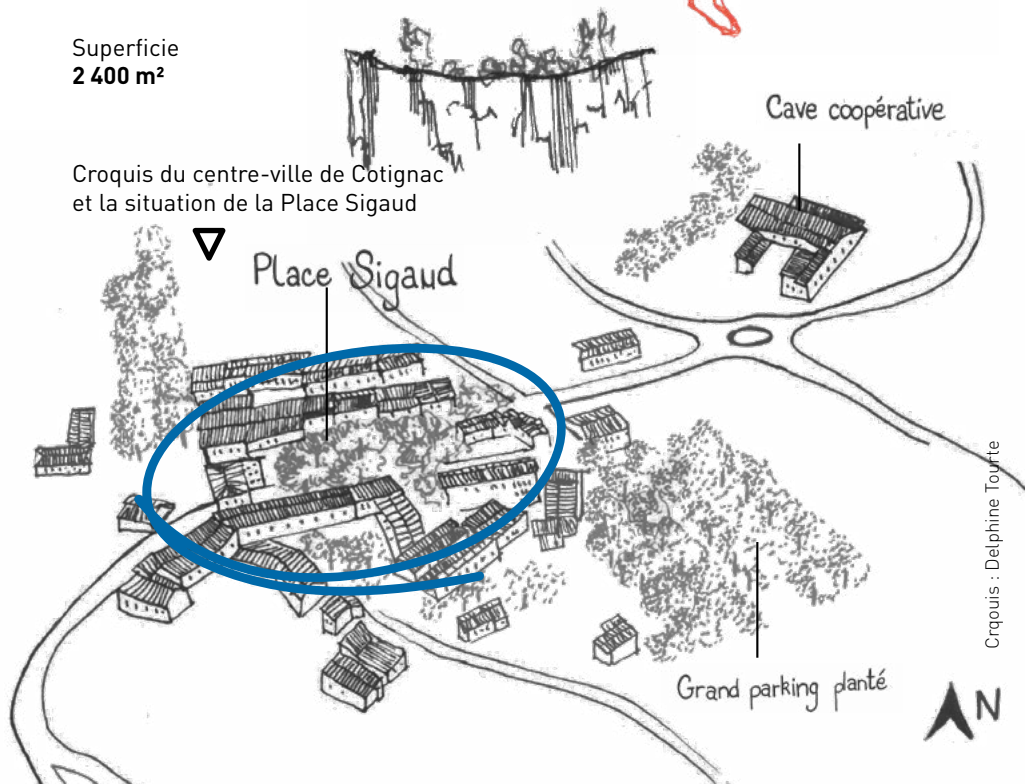 Superficie
2 400 m²
Cave coopérative
Croquis du centre-ville de Cotignac
et la situation de la Place Sigaud
Place Sigaud
Crqouis : Delphine Tourte
Grand parking planté
N